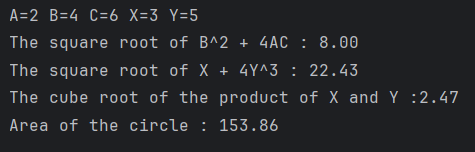 A=2 B=4 C=6 X=3 Y=5
The square root of B^2 + 4AC : 8.00
The square root of X + 4Y^3 : 22.43
The cube root of the product of X and Y :2.47
Area of the circle : 153.86